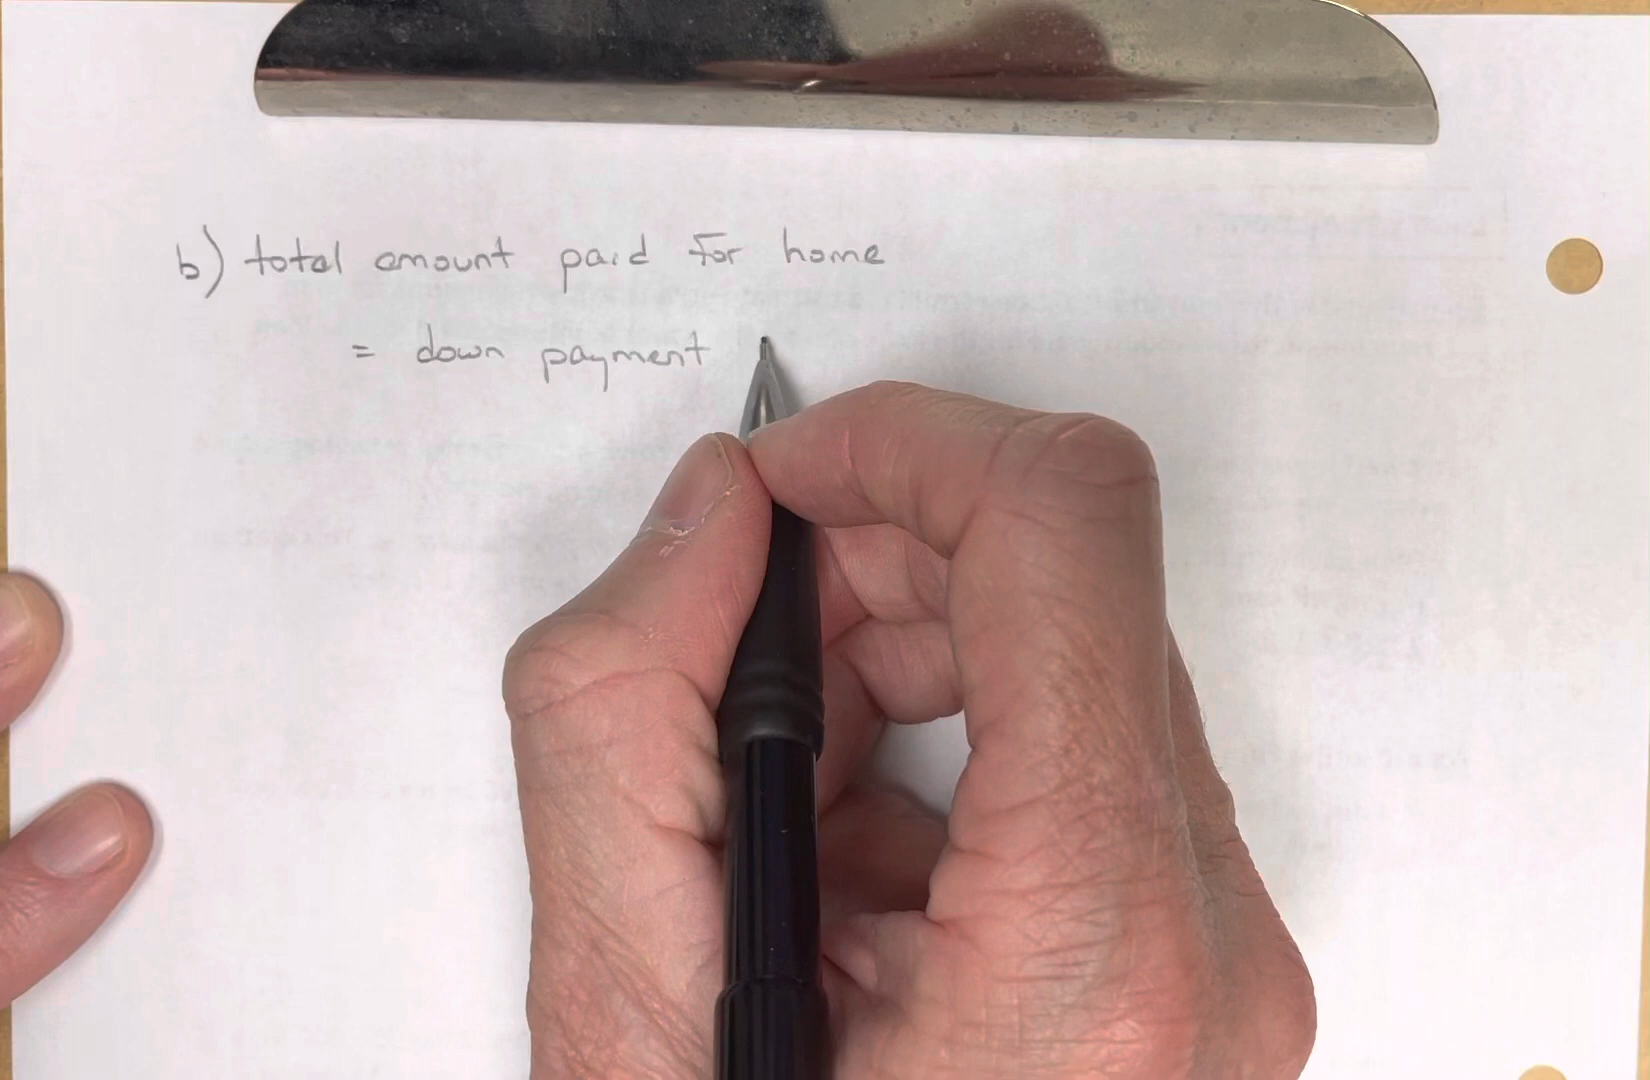 b) total amount paid for home
= down payment